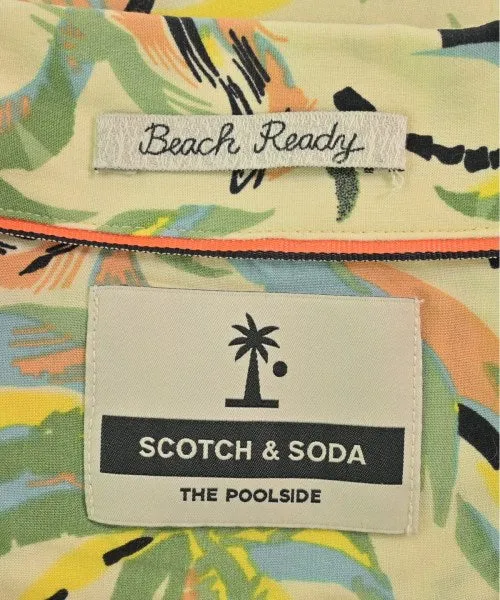 Beach Ready
SCOTCH & SODA
THE POOLSIDE